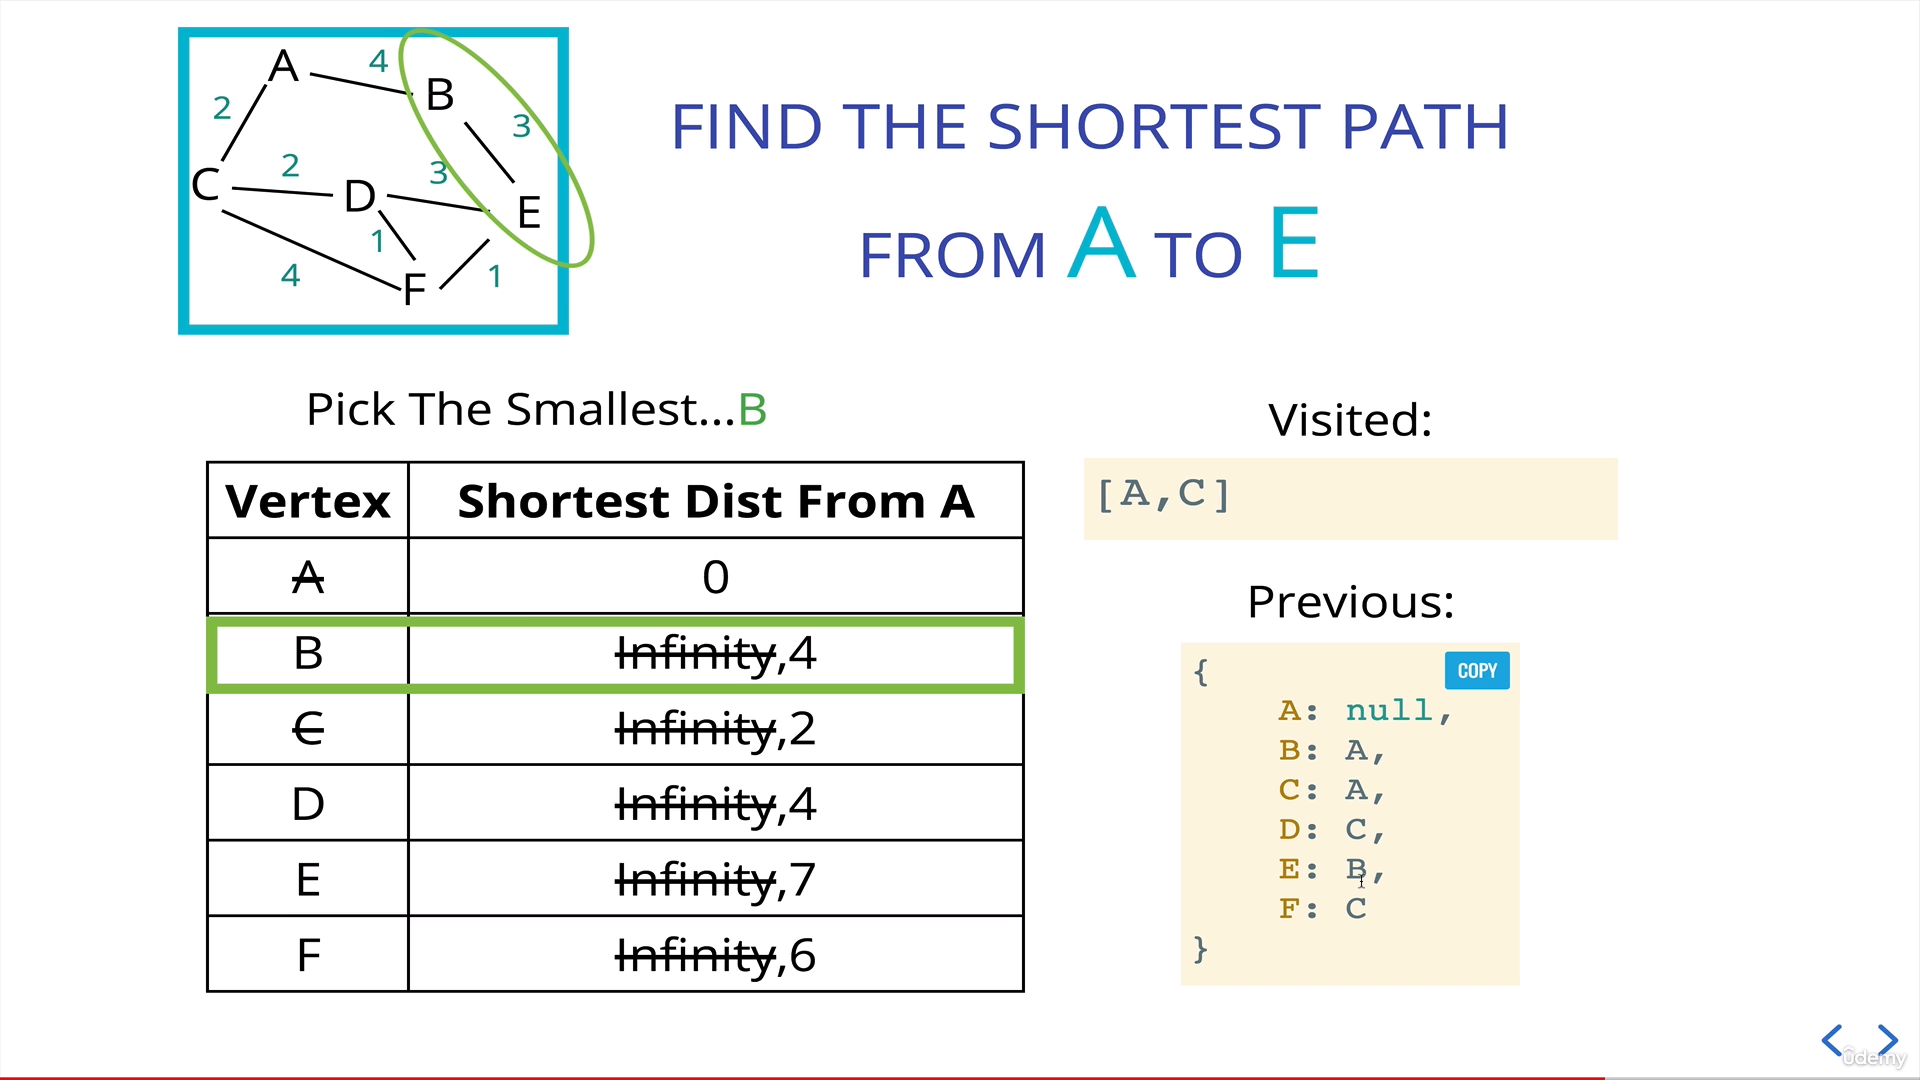 A 4 B
2 3
C 2 D 3 E
1
4 F 1
FIND THE SHORTEST PATH
FROM A TO E
Pick The Smallest...B
Vertex Shortest Dist From A
A 0
B Infinity,4
C Infinity,2
D Infinity,4
E Infinity,7
F Infinity,6
Visited:
[A,C]
Previous:
{
COPY
A: null,
B: A,
C: A,
D: C,
E: B,
F: C
}
ûdemy